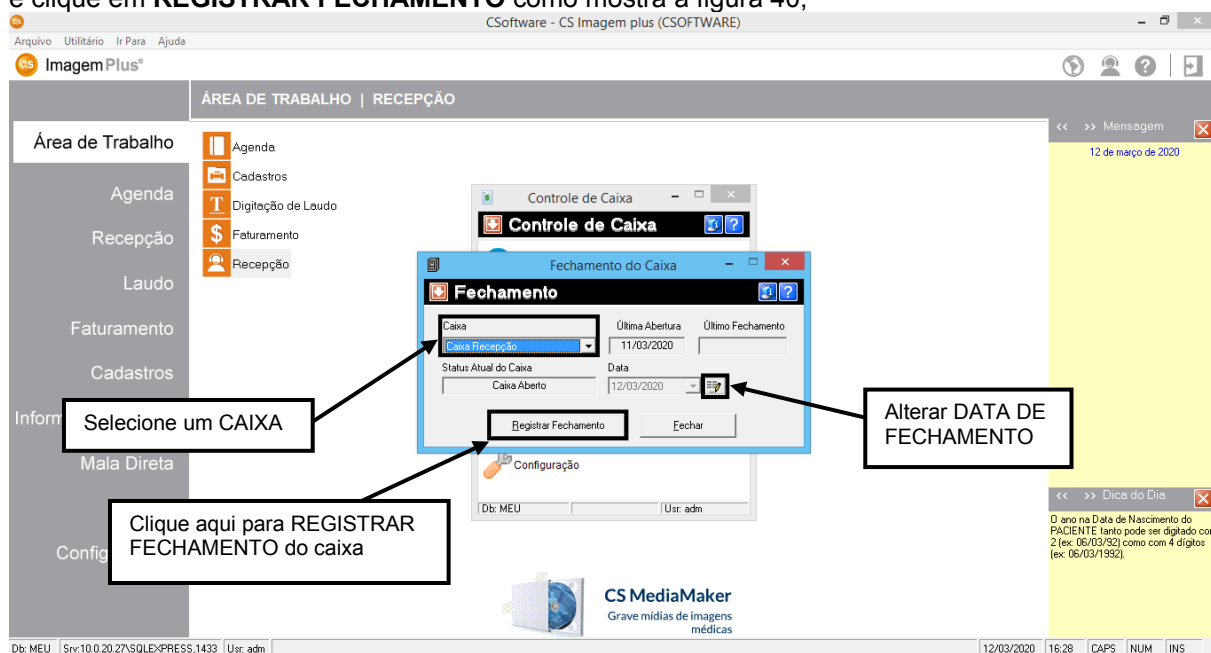 e clique em REGISTRAR FECHAMENTO como mostra a figura 40;
CSoftware - CS Imagem plus (CSOFTWARE)
Arquivo Utilitário Ir Para Ajuda
cs Imagem Plus®
ÁREA DE TRABALHO | RECEPÇÃO
<< >> Mensagem
12 de março de 2020
Área de Trabalho
Agenda
Recepção
Laudo
Faturamento
Cadastros
Inform
Mala Direta
Config
Agenda
Cadastros
Digitação de Laudo
Faturamento
Recepção
Controle de Caixa
Controle de Caixa
Fechamento do Caixa
Fechamento
Caixa
Última Abertura
Último Fechamento
Caixa Recepção
11/03/2020
Status Atual do Caixa
Data
Caixa Aberto
12/03/2020
Registrar Fechamento
Fechar
Configuração
Db: MEU
Usr: adm
Selecione um CAIXA
Alterar DATA DE
FECHAMENTO
Clique aqui para REGISTRAR
FECHAMENTO do caixa
<< >> Dica do Dia
O ano na Data de Nascimento do
PACIENTE tanto pode ser digitado co
2 (ex: 06/03/92) como com 4 dígitos
(ex: 06/03/1992).
CS MediaMaker
Grave mídias de imagens
médicas
Db: MEU Srv:10.0.20.27\SQLEXPRESS,1433 Usr: adm 12/03/2020 16:28 CAPS NUM INS